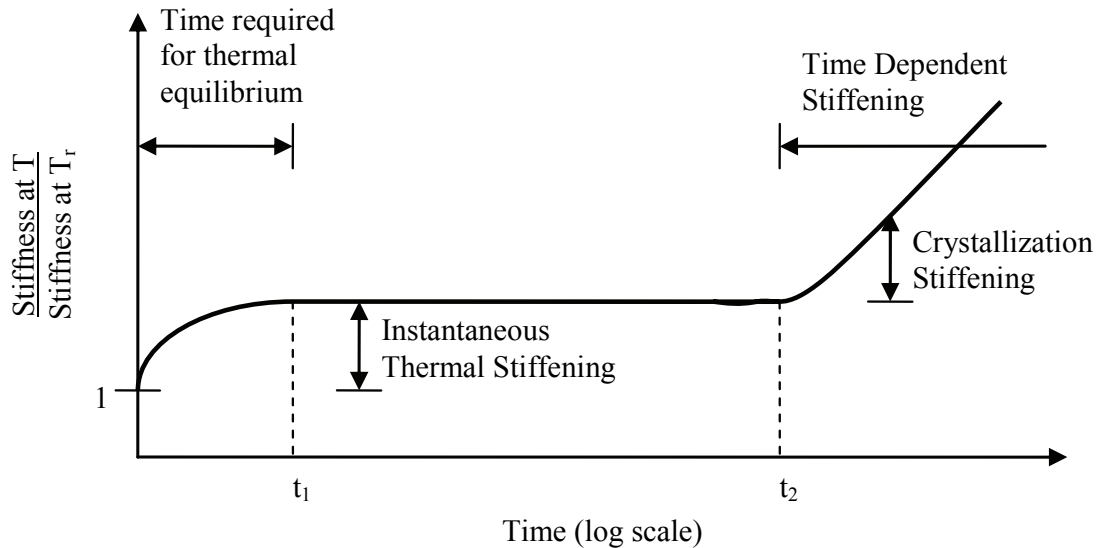 Time required
for thermal
equilibrium
Time Dependent
Stiffening
Stiffness at T
Stiffness at Tᵣ
Crystallization
Stiffening
Instantaneous
Thermal Stiffening
1
t₁
t₂
Time (log scale)